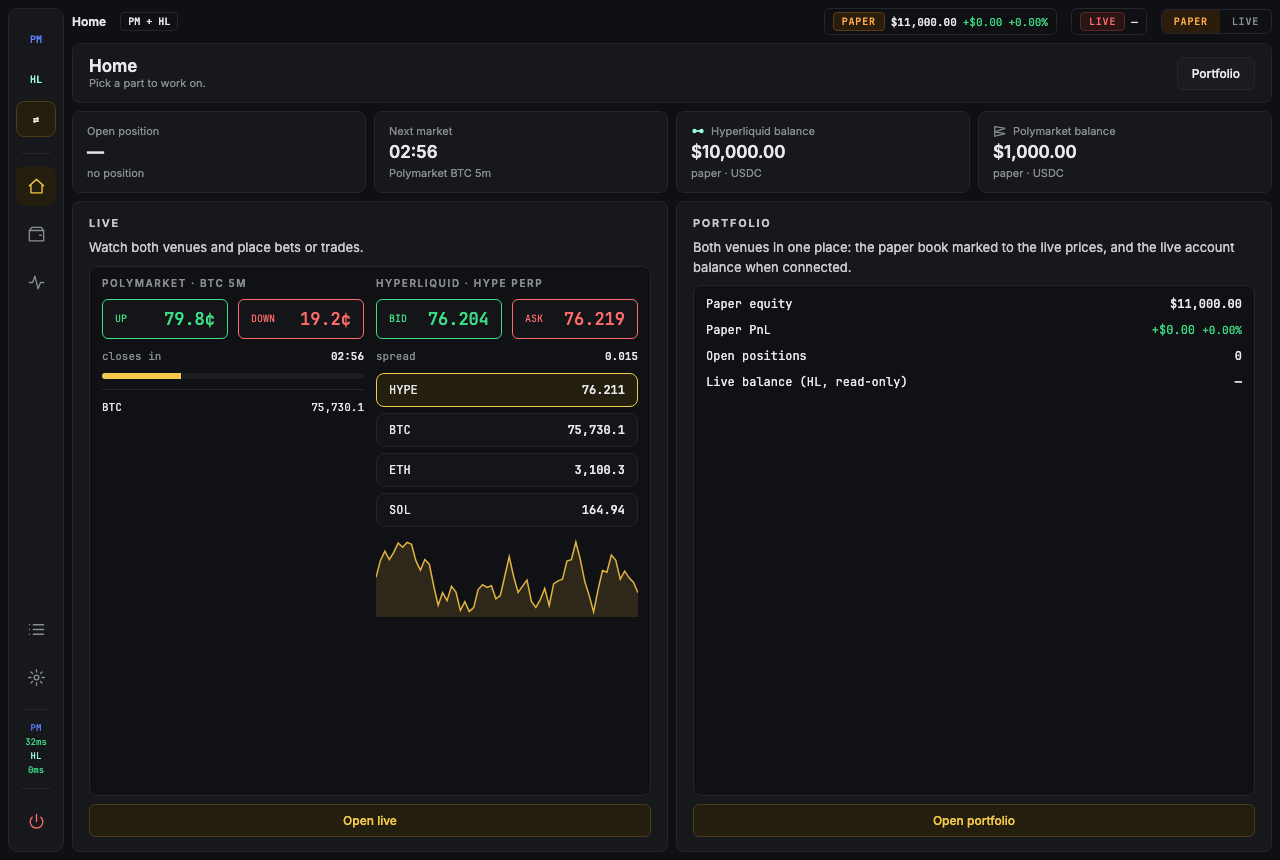 PM
HL
Home
PM + HL
PAPER $11,000.00 +$0.00 +0.00%
LIVE —
PAPER LIVE
Home
Pick a part to work on.
Portfolio
Open position
—
no position
Next market
02:56
Polymarket BTC 5m
Hyperliquid balance
$10,000.00
paper · USDC
Polymarket balance
$1,000.00
paper · USDC
LIVE
Watch both venues and place bets or trades.
POLYMARKET · BTC 5M
UP 79.8¢
DOWN 19.2¢
closes in 02:56
BTC 75,730.1
HYPERLIQUID · HYPE PERP
BID 76.204
ASK 76.219
spread 0.015
HYPE 76.211
BTC 75,730.1
ETH 3,100.3
SOL 164.94
Open live
PORTFOLIO
Both venues in one place: the paper book marked to the live prices, and the live account
balance when connected.
Paper equity $11,000.00
Paper PnL +$0.00 +0.00%
Open positions 0
Live balance (HL, read-only) —
Open portfolio
PM
32ms
HL
0ms